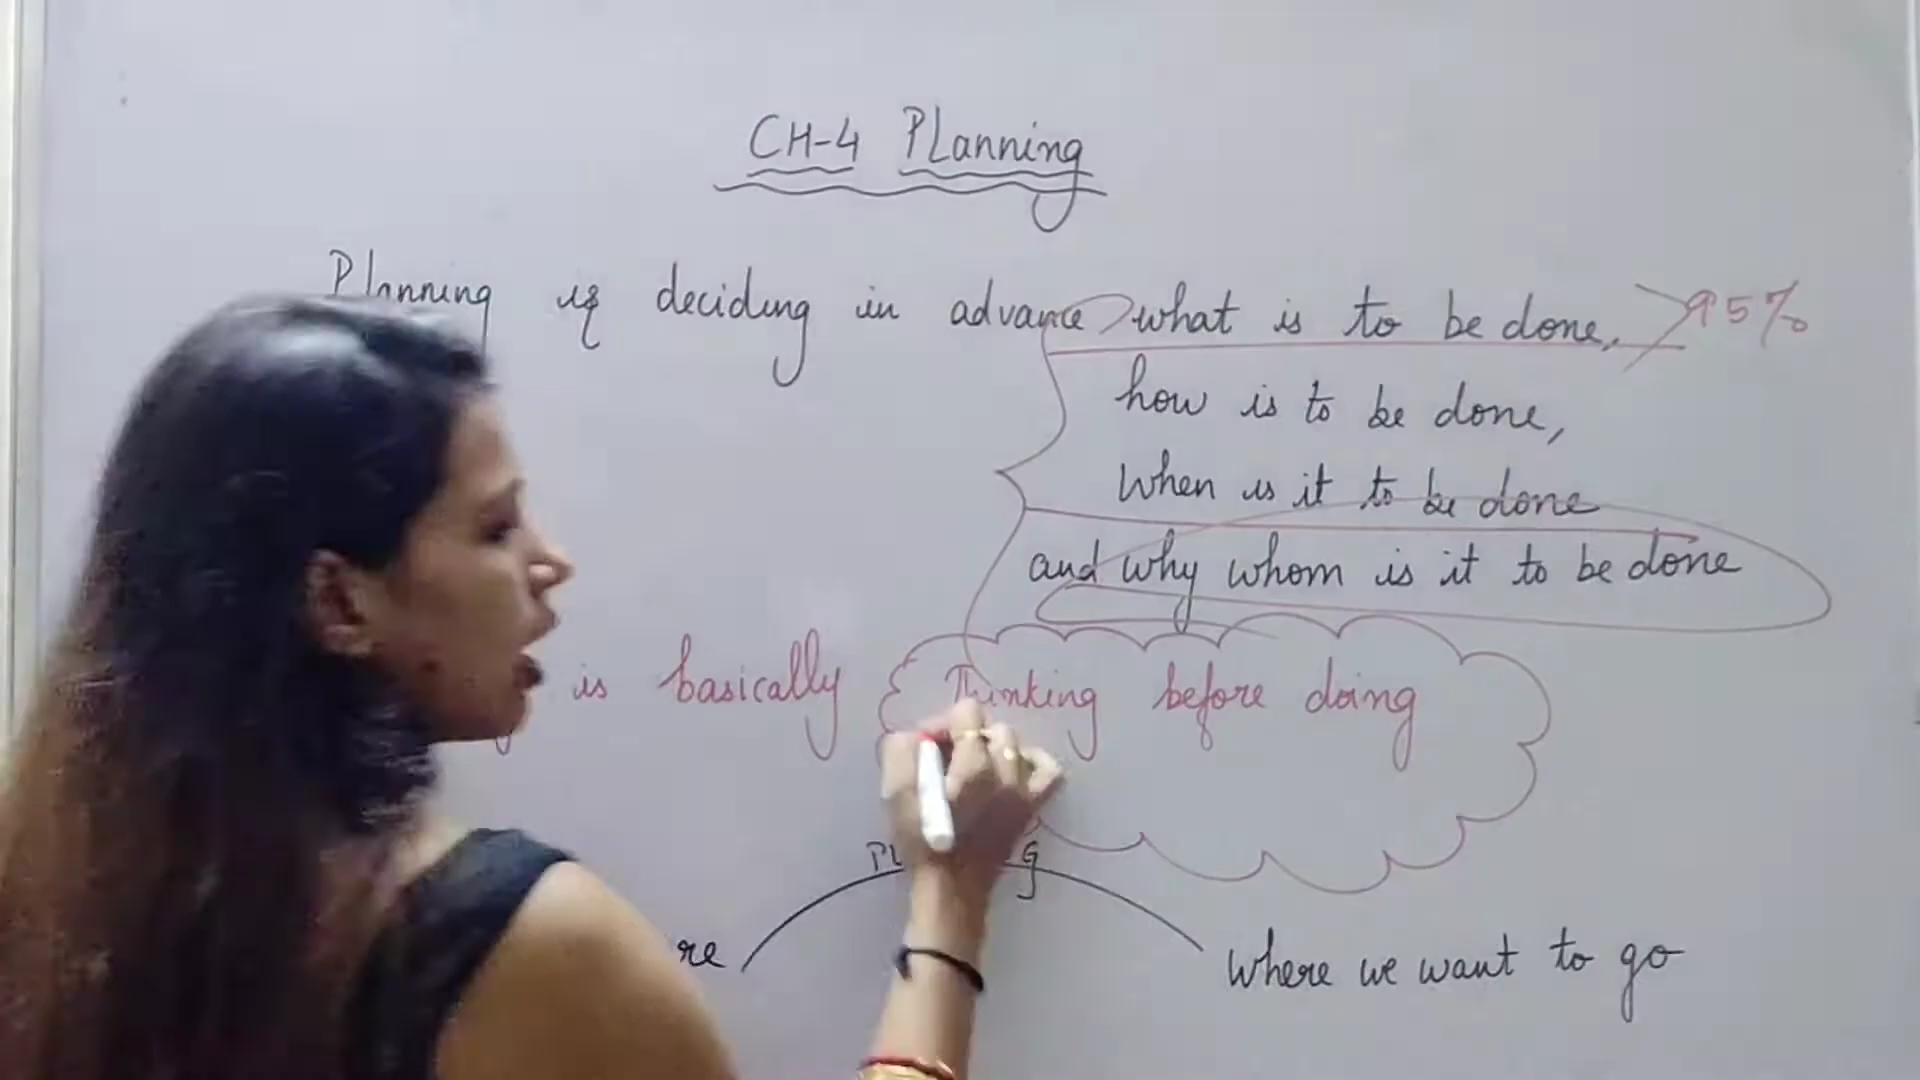 CH-4 Planning
Planning is deciding in advance what is to be done, 95%
how is to be done,
when is it to be done
and why whom is it to be done
is basically Thinking before doing
re where we want to go